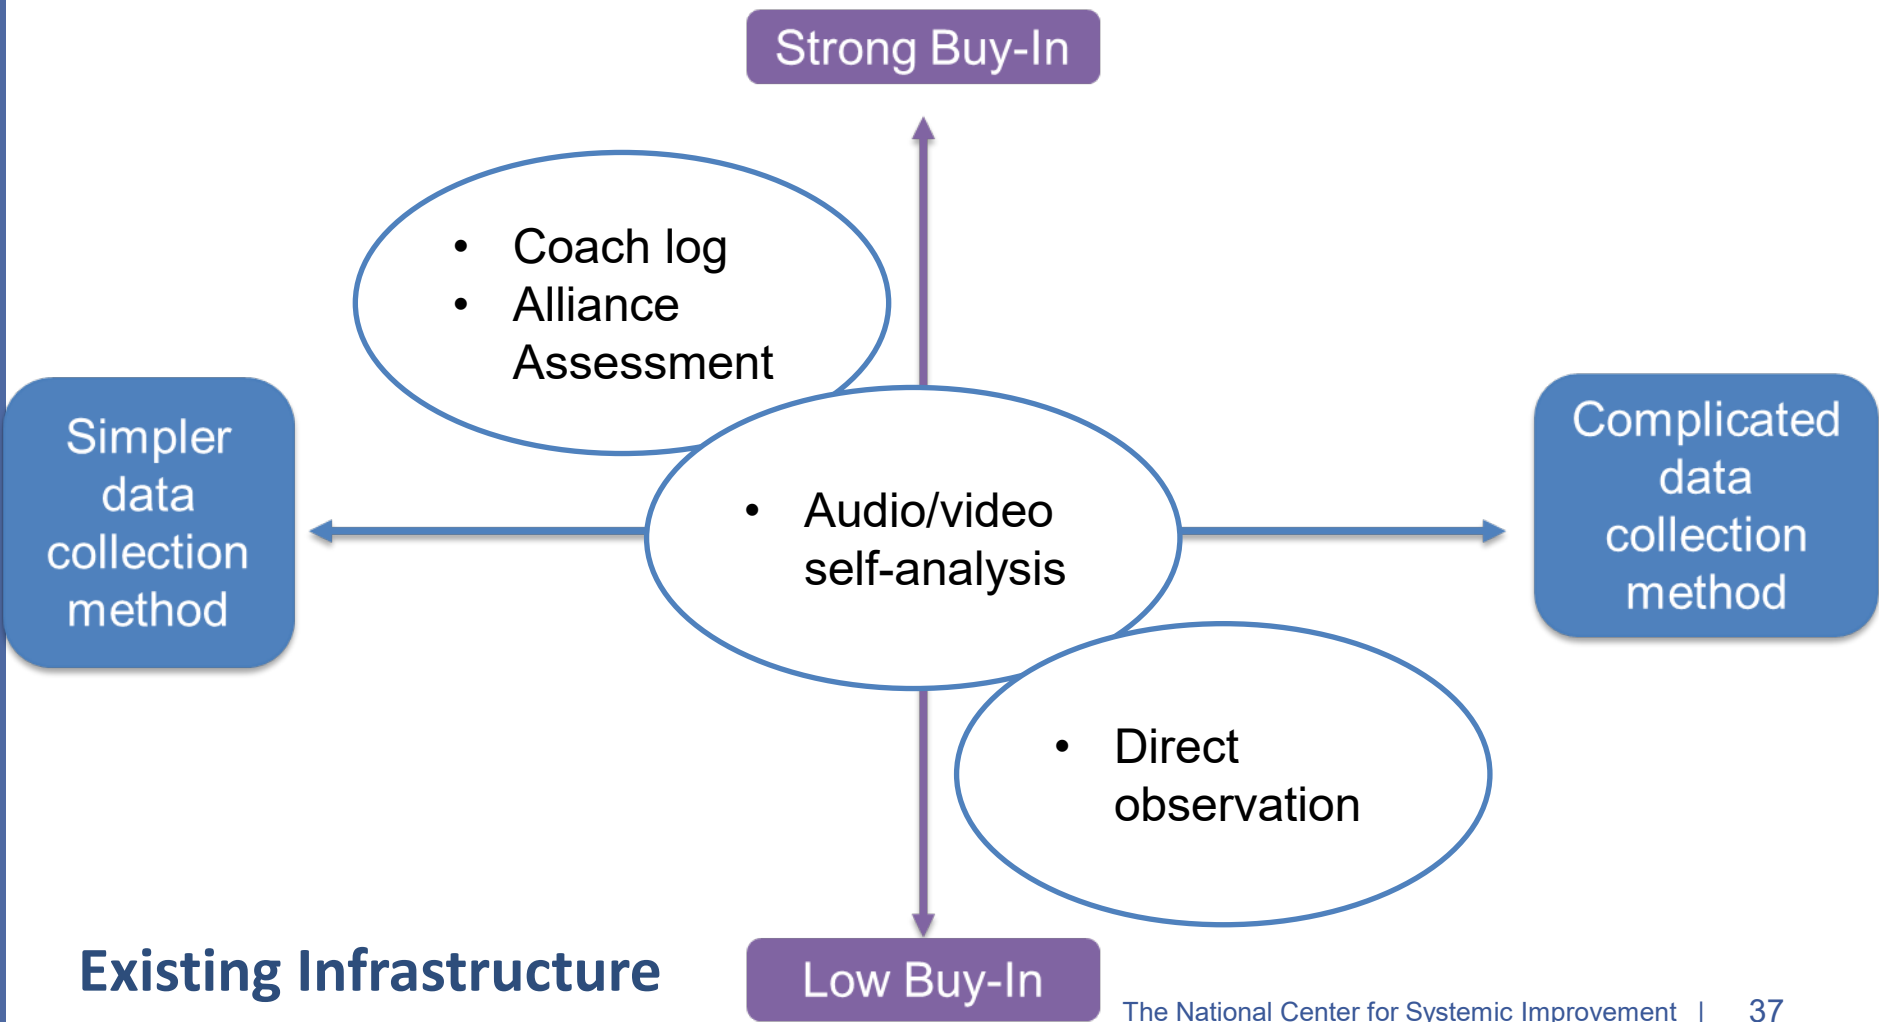 Strong Buy-In
• Coach log
• Alliance
Assessment
Simpler
data
collection
method
Complicated
data
collection
method
• Audio/video
self-analysis
• Direct
observation
Existing Infrastructure
Low Buy-In
The National Center for Systemic Improvement | 37